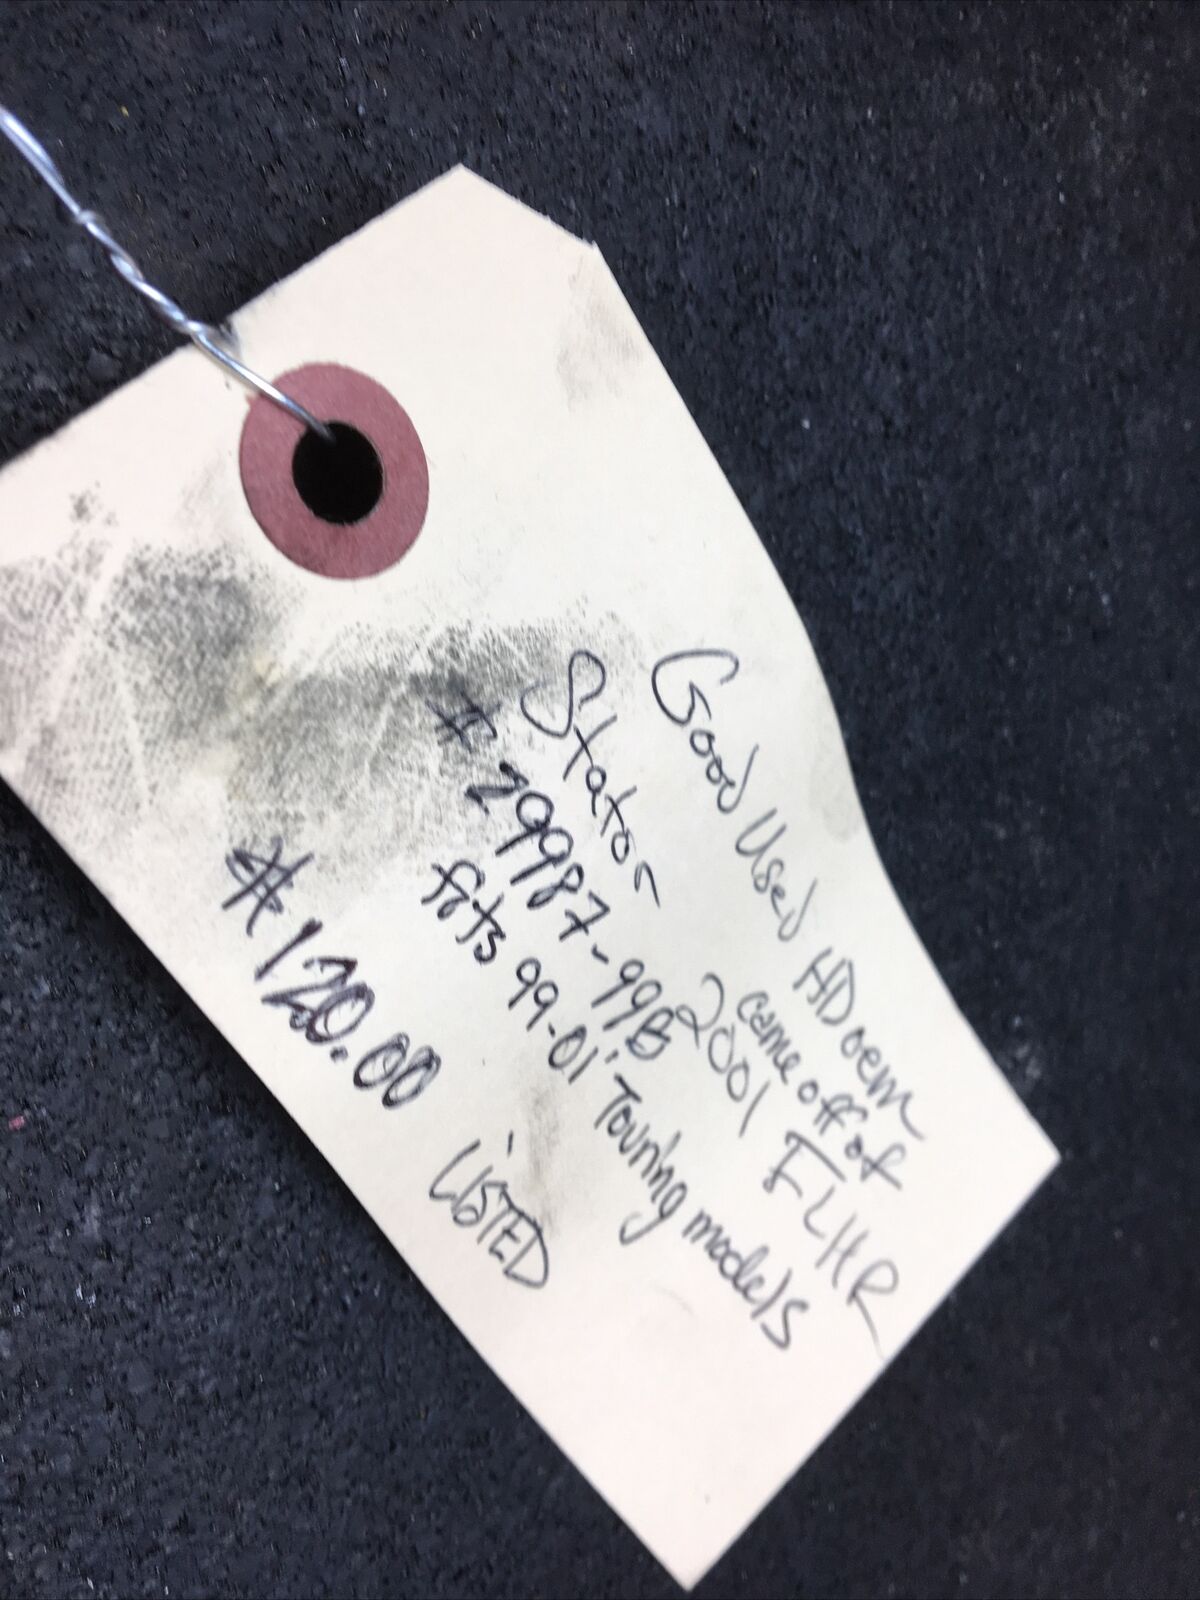 Good Used HD oem
Stator came off of
2001 FLHR
# 29987-99B
fits 99-01' Touring models
#120.00
LISTED